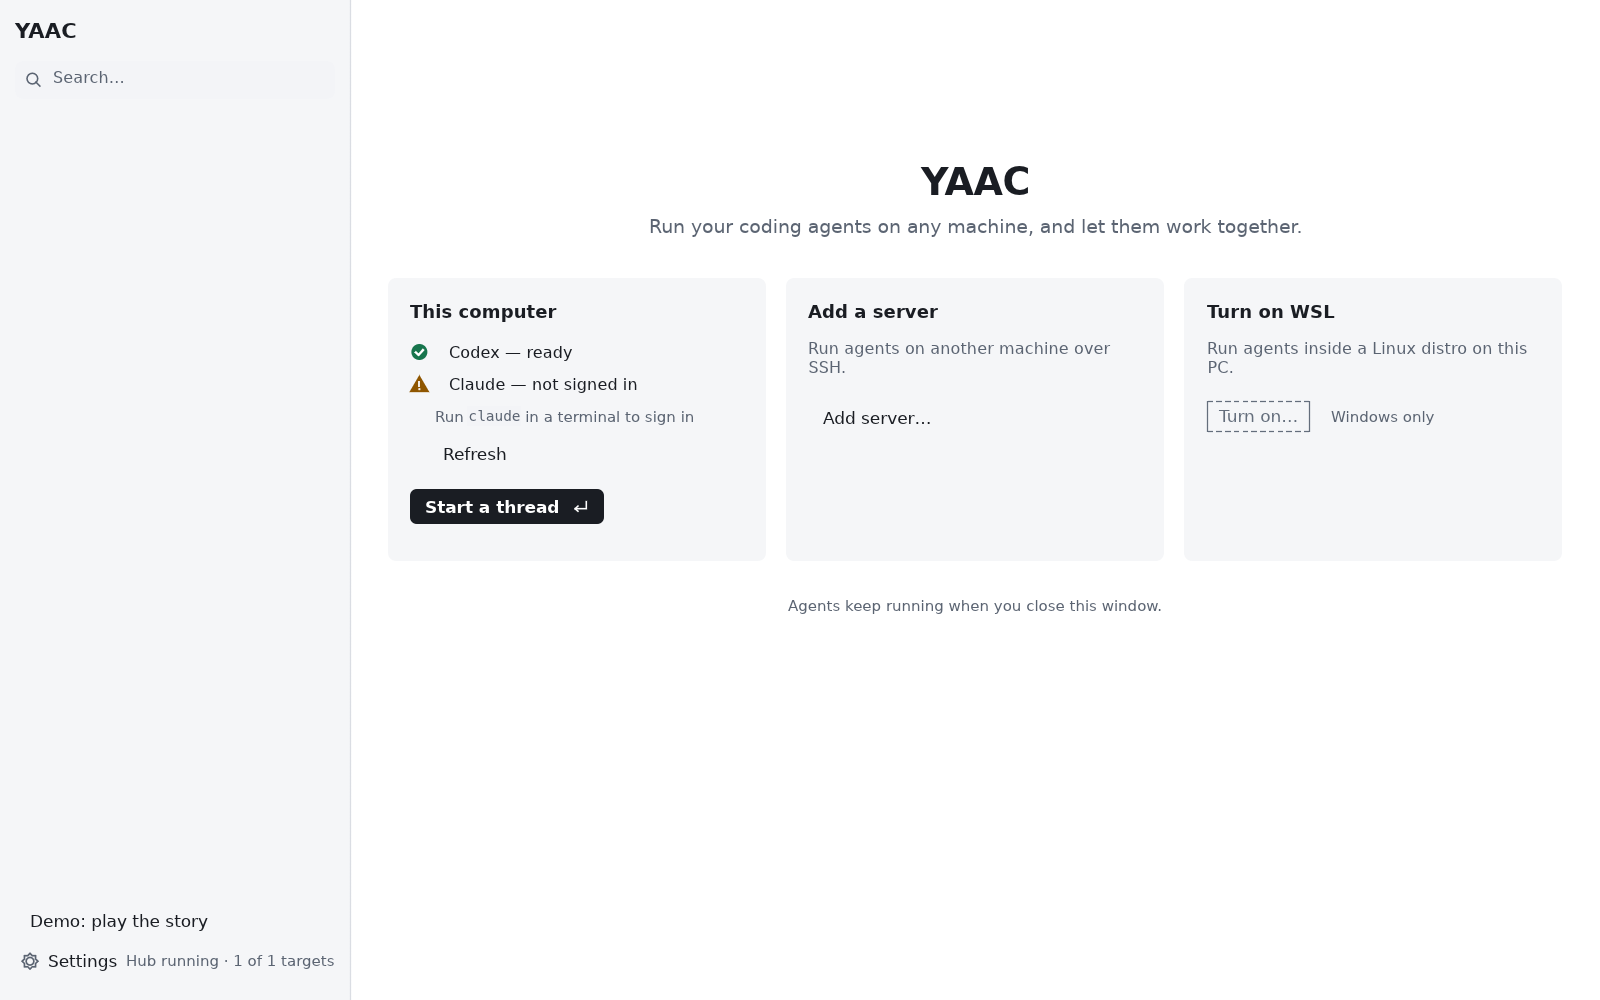 YAAC
Search...
YAAC
Run your coding agents on any machine, and let them work together.
This computer
Codex — ready
Claude — not signed in
Run claude in a terminal to sign in
Refresh
Start a thread
Add a server
Run agents on another machine over
SSH.
Add server...
Turn on WSL
Run agents inside a Linux distro on this
PC.
Turn on... Windows only
Agents keep running when you close this window.
Demo: play the story
Settings Hub running · 1 of 1 targets